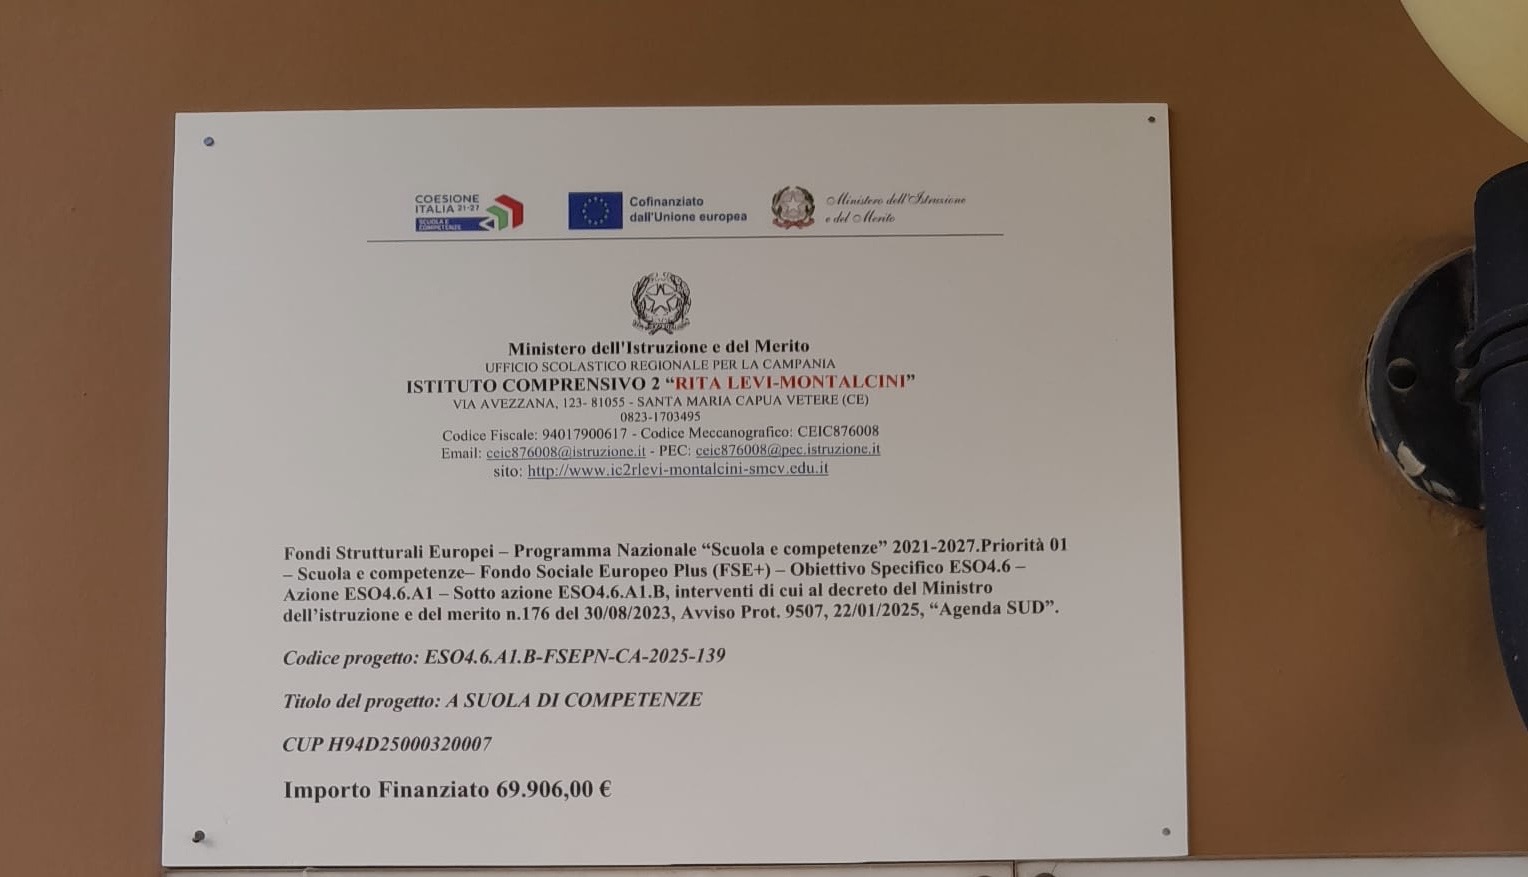 COESIONE
ITALIA 21-27
SCUOLA E
COMPETENZE
Cofinanziato
dall'Unione europea
Ministero dell'Istruzione
e del Merito
Ministero dell'Istruzione e del Merito
UFFICIO SCOLASTICO REGIONALE PER LA CAMPANIA
ISTITUTO COMPRENSIVO 2 “RITA LEVI-MONTALCINI”
VIA AVEZZANA, 123- 81055 - SANTA MARIA CAPUA VETERE (CE)
0823-1703495
Codice Fiscale: 94017900617 - Codice Meccanografico: CEIC876008
Email: ceic876008@istruzione.it - PEC: ceic876008@pec.istruzione.it
sito: http://www.ic2rlevi-montalcini-smcv.edu.it
Fondi Strutturali Europei – Programma Nazionale “Scuola e competenze” 2021-2027.Priorità 01
– Scuola e competenze– Fondo Sociale Europeo Plus (FSE+) – Obiettivo Specifico ESO4.6 –
Azione ESO4.6.A1 – Sotto azione ESO4.6.A1.B, interventi di cui al decreto del Ministro
dell’istruzione e del merito n.176 del 30/08/2023, Avviso Prot. 9507, 22/01/2025, “Agenda SUD”.
Codice progetto: ESO4.6.A1.B-FSEPN-CA-2025-139
Titolo del progetto: A SUOLA DI COMPETENZE
CUP H94D25000320007
Importo Finanziato 69.906,00 €